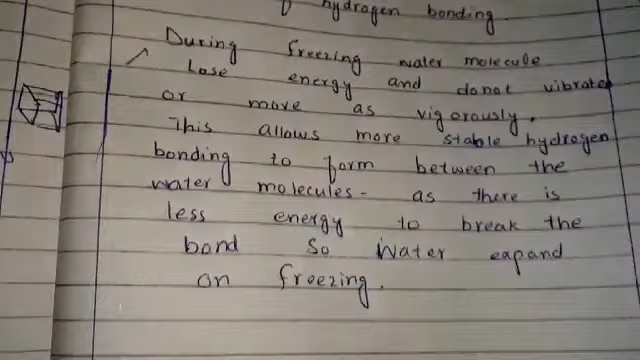 hydrogen bonding
During freezing water molecule
Lose energy and donot vibrate
or move as vigorously.
This allows more stable hydrogen
bonding to form between the
water molecules- as there is
less energy to break the
bond so Water expand
on freezing.